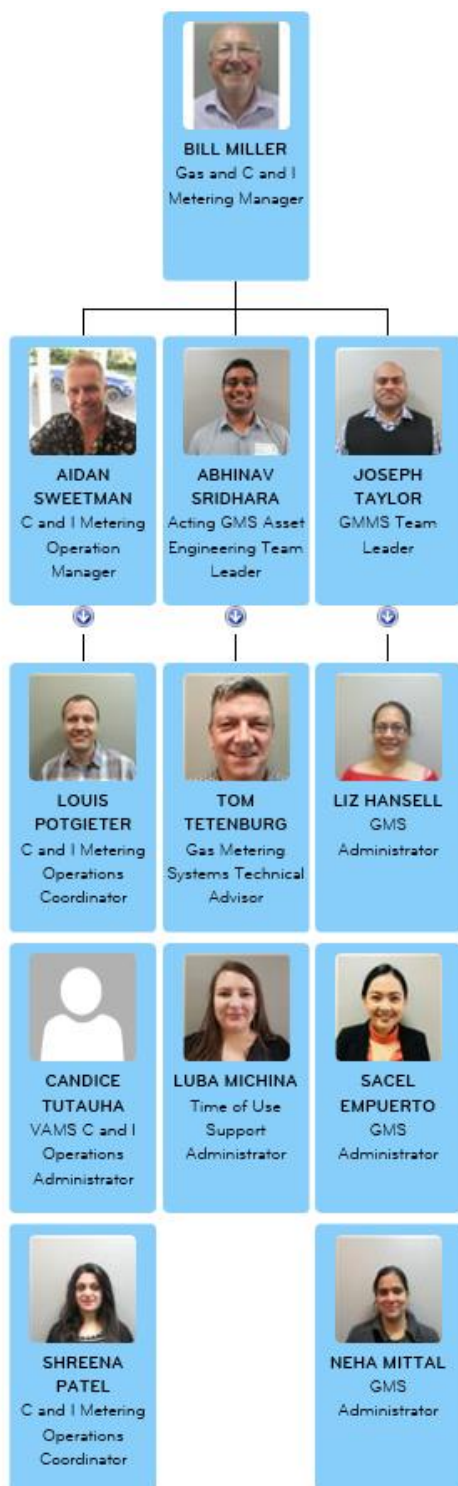 BILL MILLER
Gas and C and I
Metering Manager
AIDAN
SWEETMAN
C and I Metering
Operation
Manager
ABHINAV
SRIDHARA
Acting GMS Asset
Engineering Team
Leader
JOSEPH
TAYLOR
GMMS Team
Leader
LOUIS
POTGIETER
C and I Metering
Operations
Coordinator
TOM
TETENBURG
Gas Metering
Systems Technical
Advisor
LIZ HANSELL
GMS
Administrator
CANDICE
TUTAUHA
VAMS C and I
Operations
Administrator
LUBA MICHINA
Time of Use
Support
Administrator
SACEL
EMPUERTO
GMS
Administrator
SHREENA
PATEL
C and I Metering
Operations
Coordinator
NEHA MITTAL
GMS
Administrator